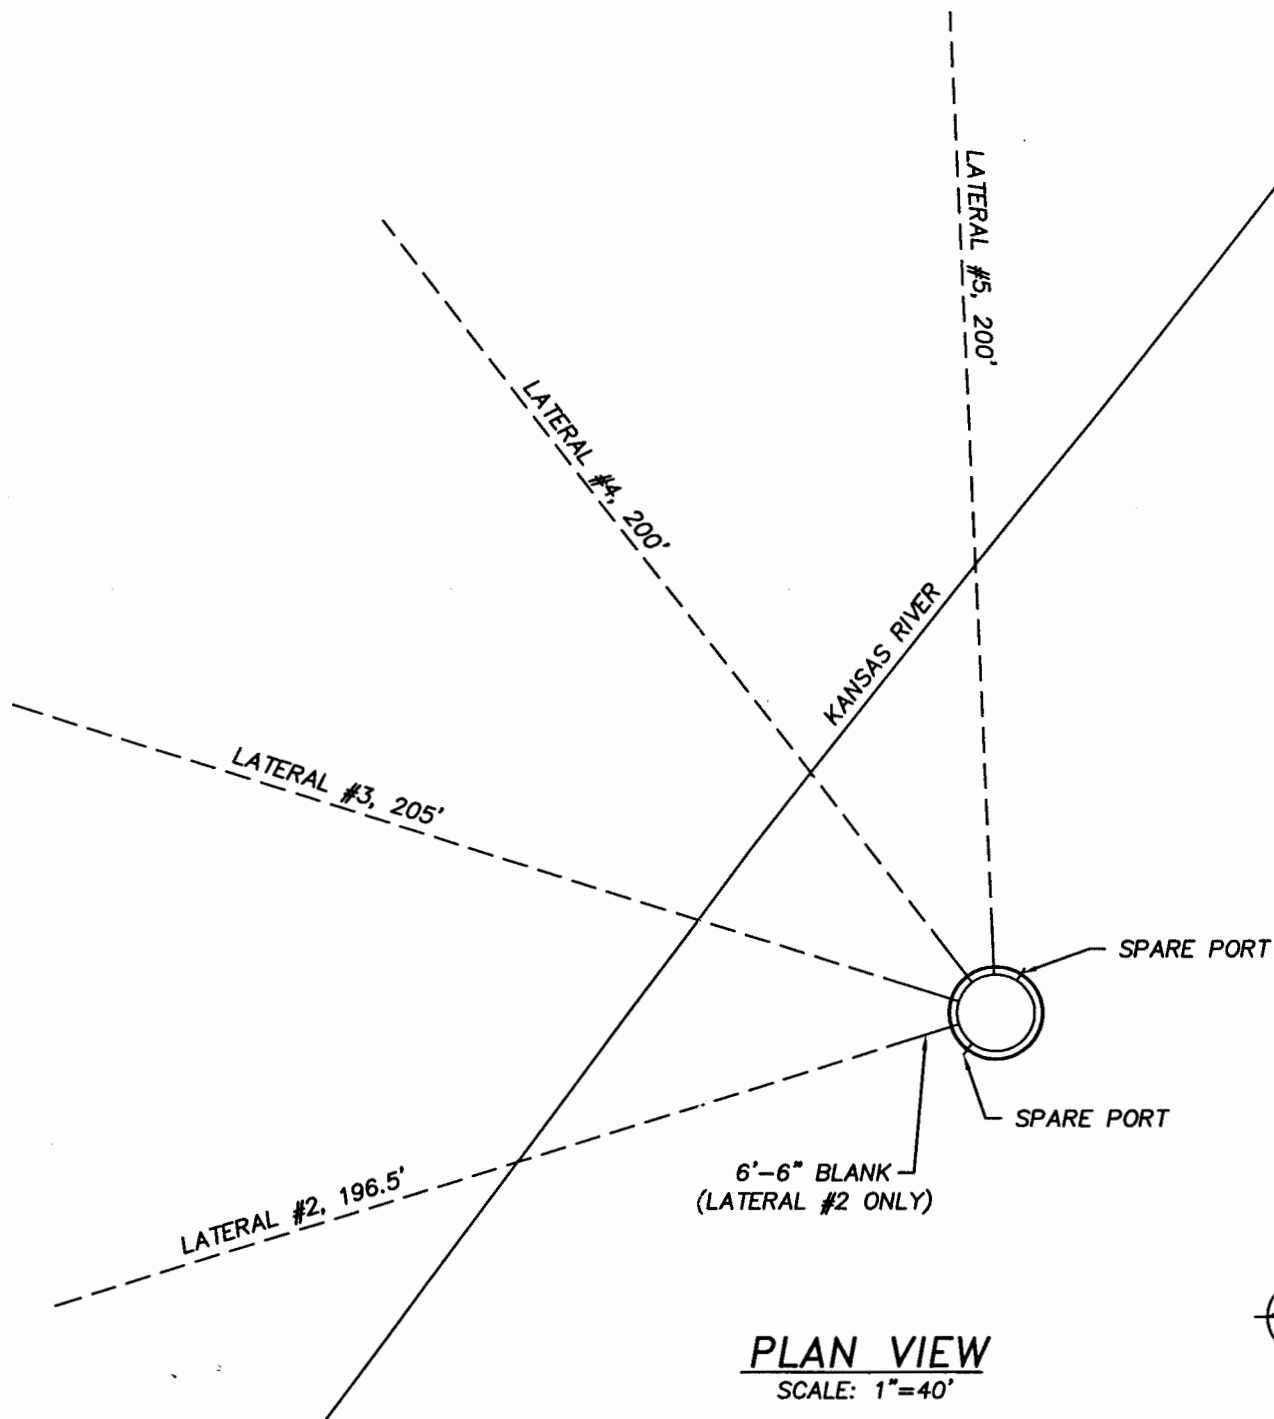 LATERAL #5, 200'
LATERAL #4, 200'
KANSAS RIVER
LATERAL #3, 205'
SPARE PORT
SPARE PORT
6'-6" BLANK
(LATERAL #2 ONLY)
LATERAL #2, 196.5'
PLAN VIEW
SCALE: 1"=40'